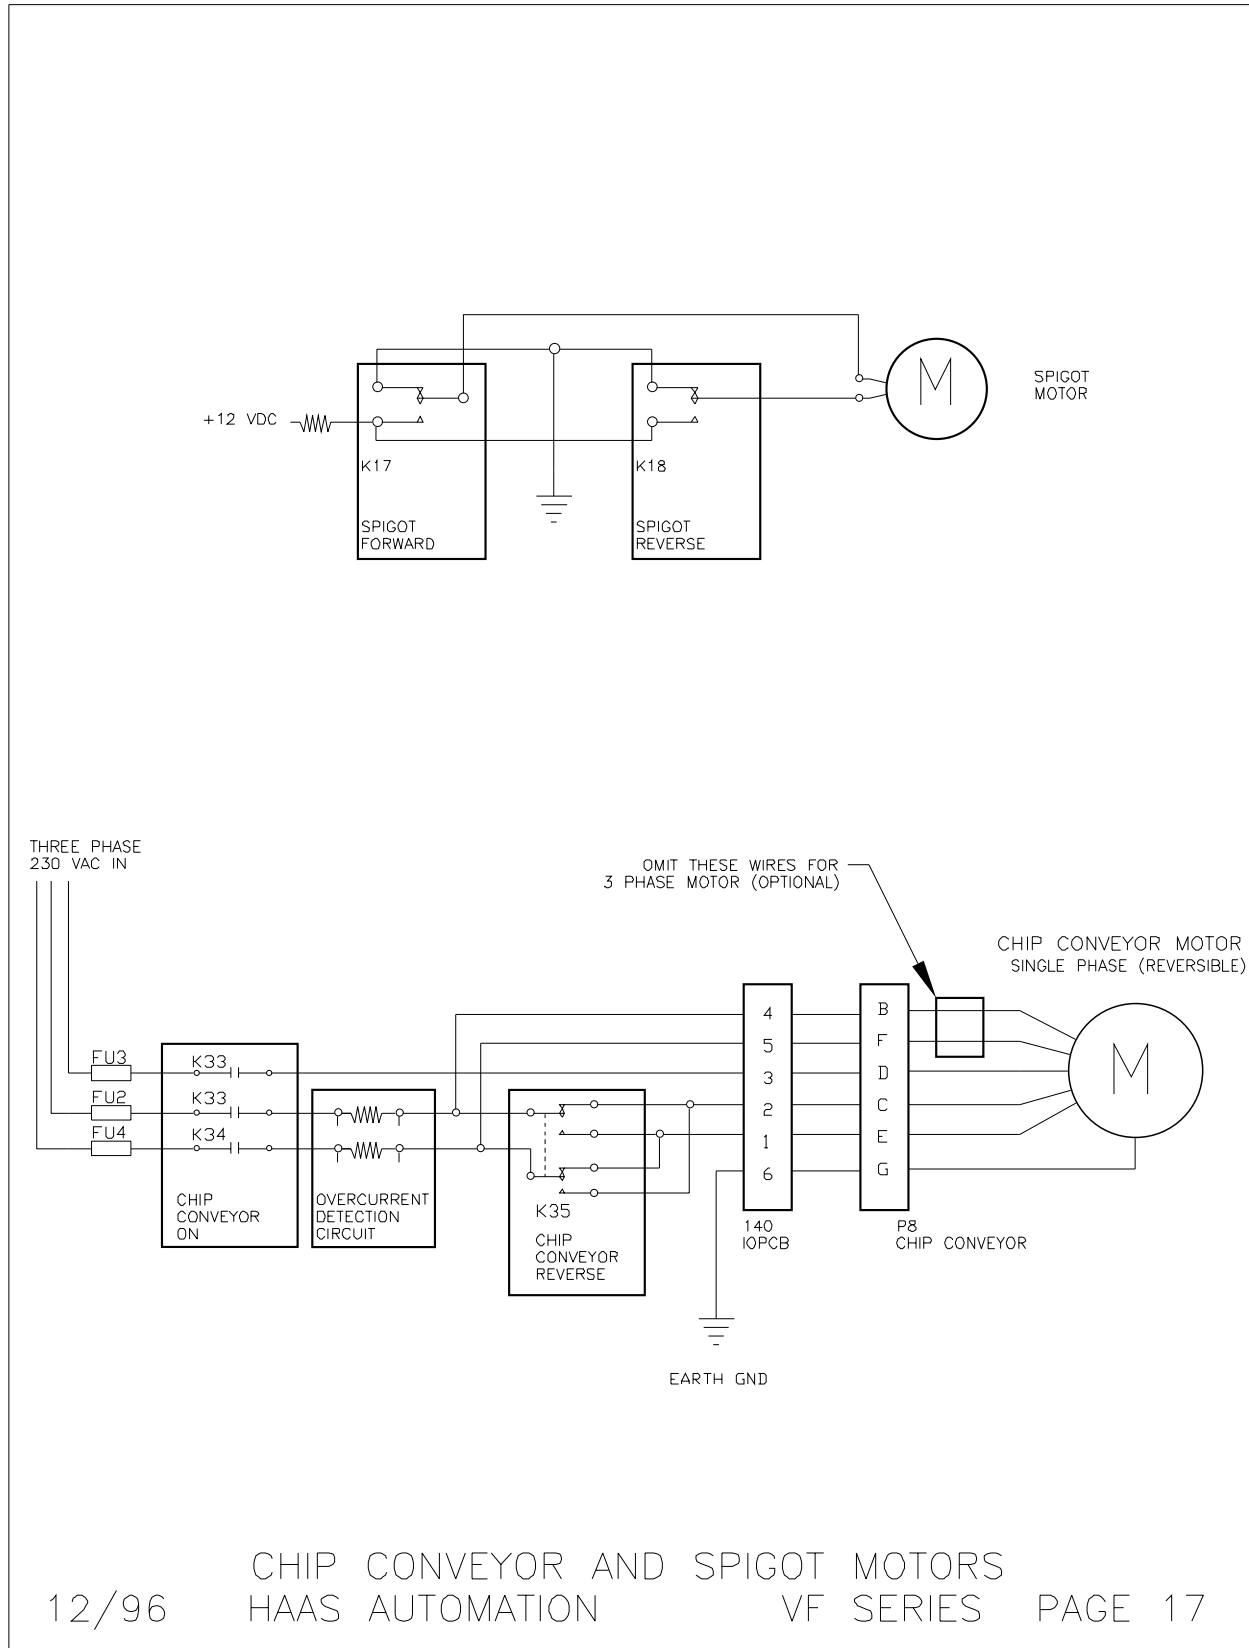 +12 VDC
K17
SPIGOT
FORWARD
K18
SPIGOT
REVERSE
M
SPIGOT
MOTOR
THREE PHASE
230 VAC IN
OMIT THESE WIRES FOR
3 PHASE MOTOR (OPTIONAL)
CHIP CONVEYOR MOTOR
SINGLE PHASE (REVERSIBLE)
FU3
FU2
FU4
K33
K33
K34
CHIP
CONVEYOR
ON
OVERCURRENT
DETECTION
CIRCUIT
K35
CHIP
CONVEYOR
REVERSE
4
5
3
2
1
6
140
IOPCB
B
F
D
C
E
G
P8
CHIP CONVEYOR
M
EARTH GND
CHIP CONVEYOR AND SPIGOT MOTORS
12/96 HAAS AUTOMATION VF SERIES PAGE 17